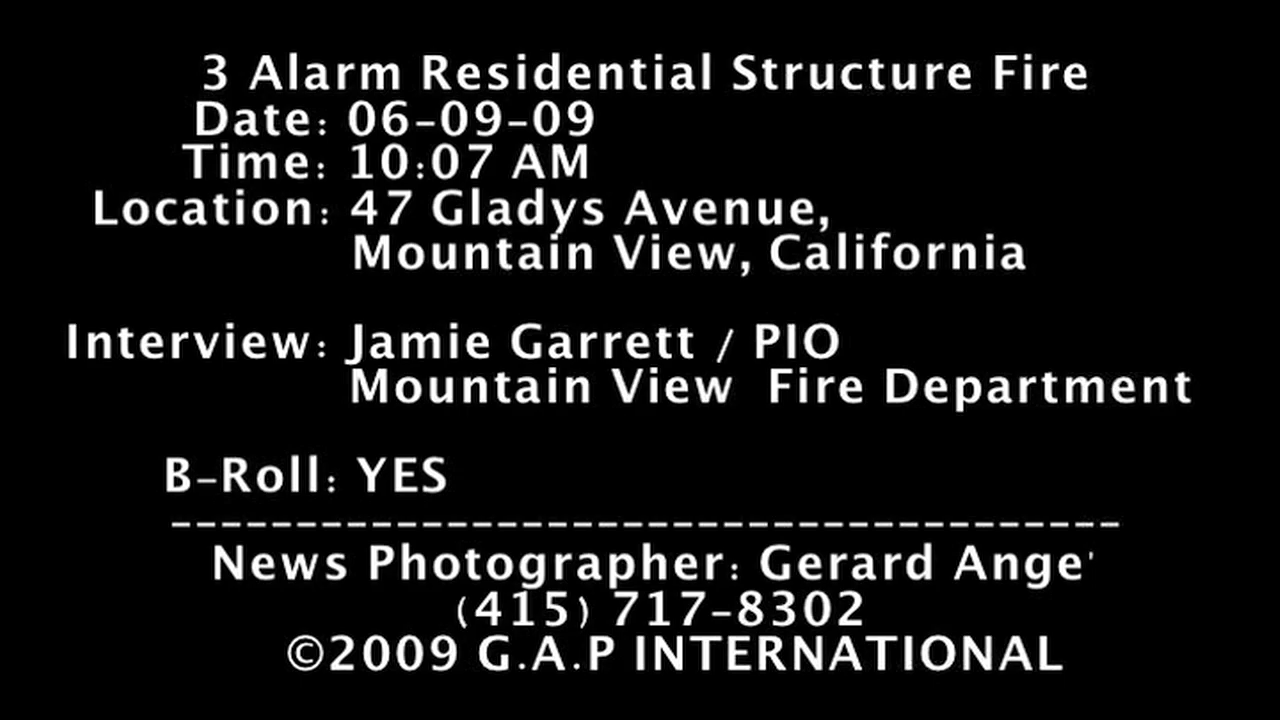 3 Alarm Residential Structure Fire
Date: 06-09-09
Time: 10:07 AM
Location: 47 Gladys Avenue,
Mountain View, California
Interview: Jamie Garrett / PIO
Mountain View  Fire Department
B-Roll: YES
--------------------------------------
News Photographer: Gerard Ange'
(415) 717-8302
©2009 G.A.P INTERNATIONAL